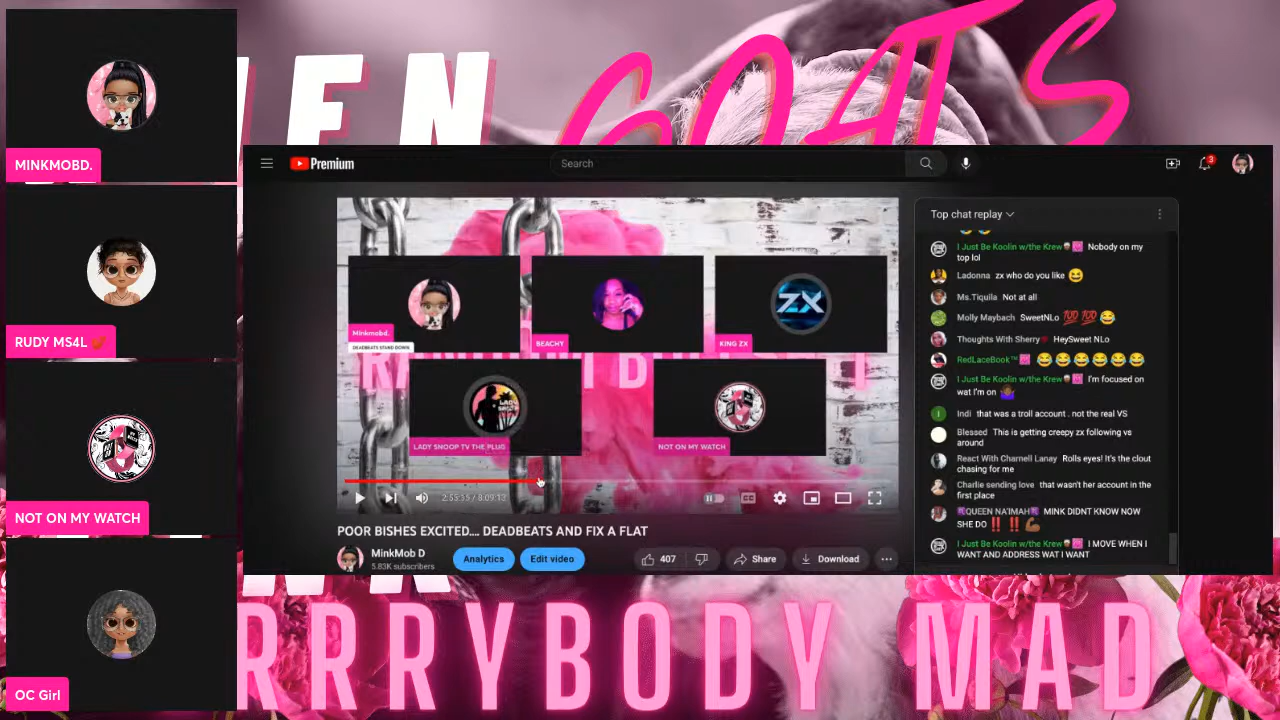 EN GOATS
MINKMOBD.
RUDY MS4L
NOT ON MY WATCH
OC Girl
Premium
Search
3
Minkmobd.
DEADBEATS STAND DOWN
BEACHY
ZX
KING ZX
LADY SNOOP TV THE PLUG
NOT ON MY WATCH
2:55:35 / 8:09:13
CC
POOR BISHES EXCITED.... DEADBEATS AND FIX A FLAT
MinkMob D
5.83K subscribers
Analytics
Edit video
407
Share
Download
Top chat replay
I Just Be Koolin w/the Krew Nobody on my
top lol
Ladonna zx who do you like 😆
Ms.Tiquila Not at all
Molly Maybach SweetNLo 💯 💯 😂
Thoughts With Sherry HeySweet NLo
RedLaceBook™ 😂 😂 😂 😂 😂 😂
I Just Be Koolin w/the Krew I'm focused on
wat I'm on
Indi that was a troll account . not the real VS
Blessed This is getting creepy zx following vs
around
React With Charnell Lanay Rolls eyes! It's the clout
chasing for me
Charlie sending love that wasn't her account in the
first place
QUEEN NA'IMAH MINK DIDNT KNOW NOW
SHE DO ‼️ ‼️ 💪🏾
I Just Be Koolin w/the Krew I MOVE WHEN I
WANT AND ADDRESS WAT I WANT
RRRYBODY MAD